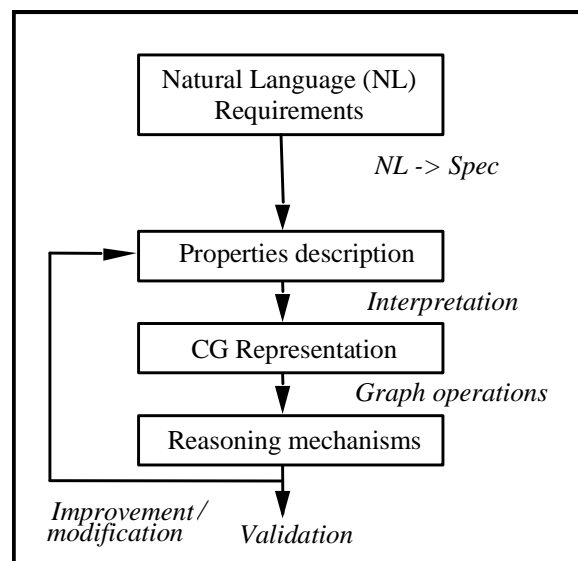 Natural Language (NL)
Requirements
NL -> Spec
Properties description
Interpretation
CG Representation
Graph operations
Reasoning mechanisms
Improvement/
modification
Validation